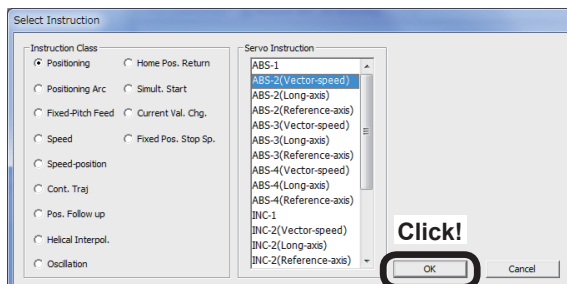 Select Instruction
Instruction Class
Positioning
Home Pos. Return
Positioning Arc
Simult. Start
Fixed-Pitch Feed
Current Val. Chg.
Speed
Fixed Pos. Stop Sp.
Speed-position
Cont. Traj
Pos. Follow up
Helical Interpol.
Oscillation
Servo Instruction
ABS-1
ABS-2(Vector-speed)
ABS-2(Long-axis)
ABS-2(Reference-axis)
ABS-3(Vector-speed)
ABS-3(Long-axis)
ABS-3(Reference-axis)
ABS-4(Vector-speed)
ABS-4(Long-axis)
ABS-4(Reference-axis)
INC-1
INC-2(Vector-speed)
INC-2(Long-axis)
INC-2(Reference-axis)
Click!
OK
Cancel